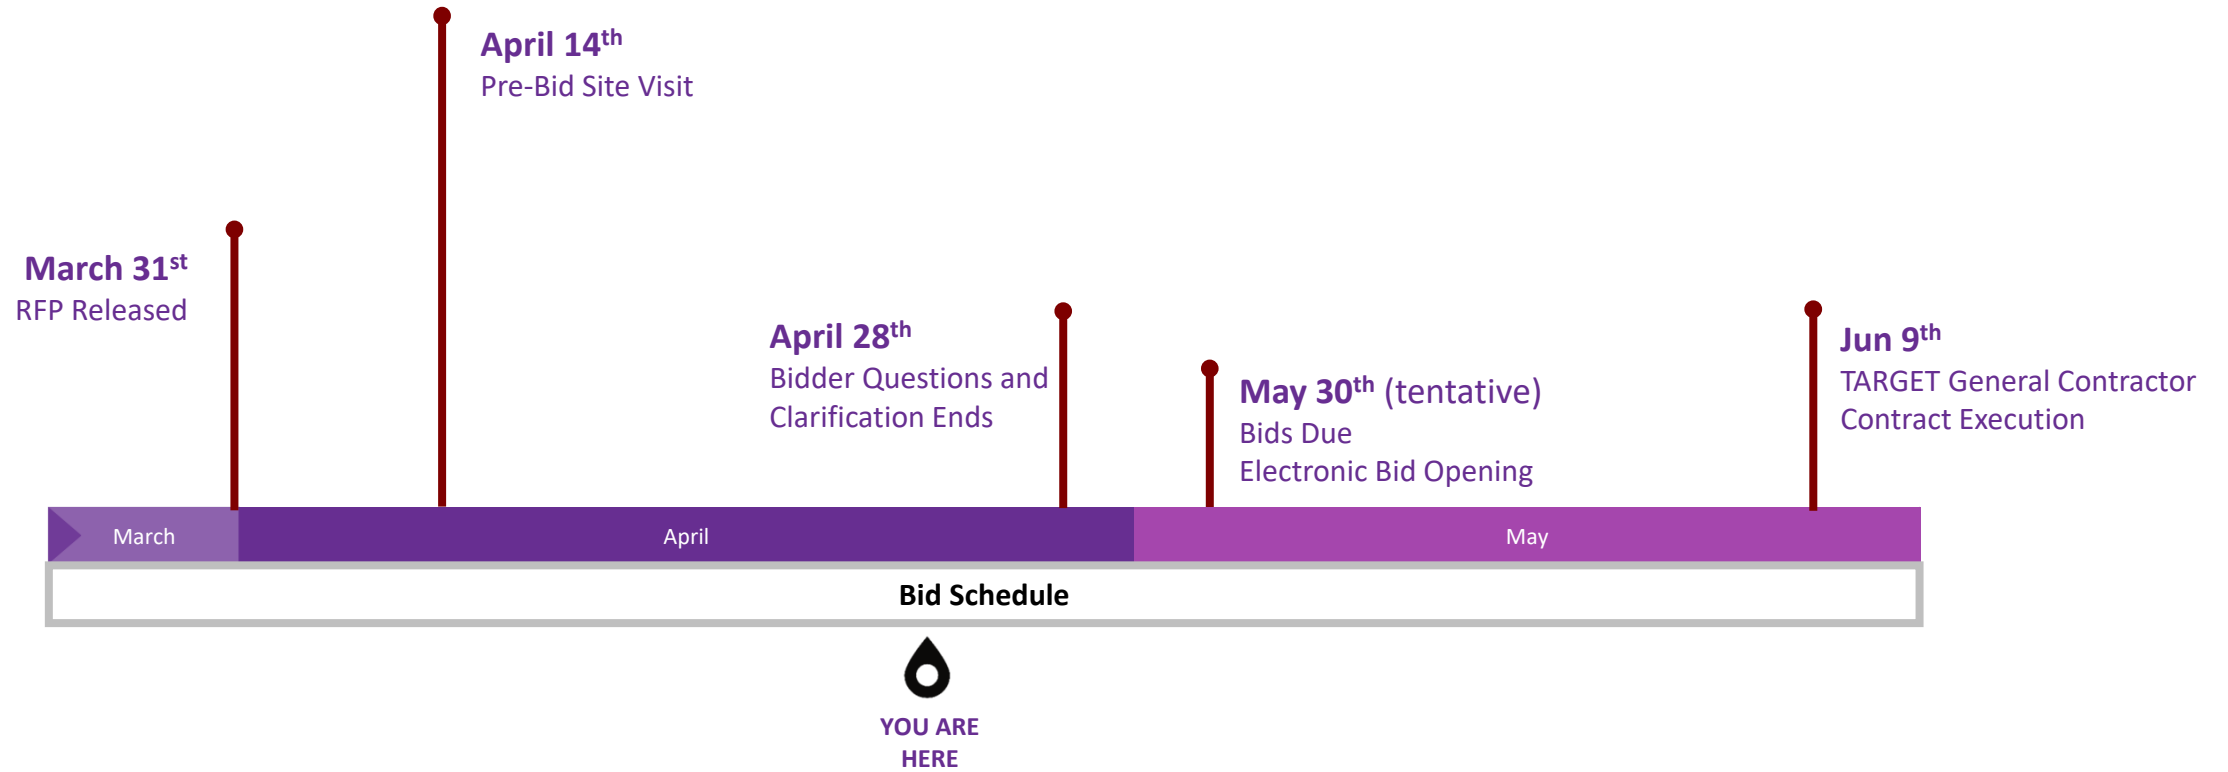 April 14th
Pre-Bid Site Visit
March 31st
RFP Released
April 28th
Bidder Questions and
Clarification Ends
May 30th (tentative)
Bids Due
Electronic Bid Opening
Jun 9th
TARGET General Contractor
Contract Execution
March
April
May
Bid Schedule
YOU ARE
HERE